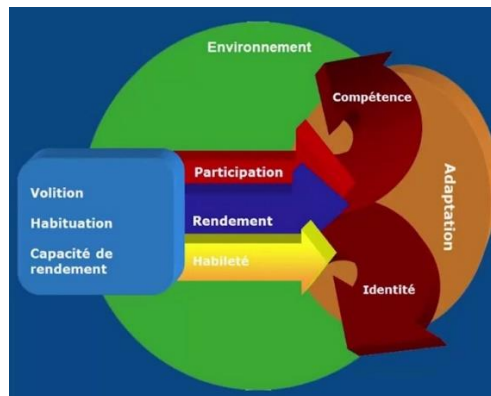 Environnement
Compétence
Participation
Volition
Habituation
Capacité de
rendement
Rendement
Habileté
Adaptation
Identité